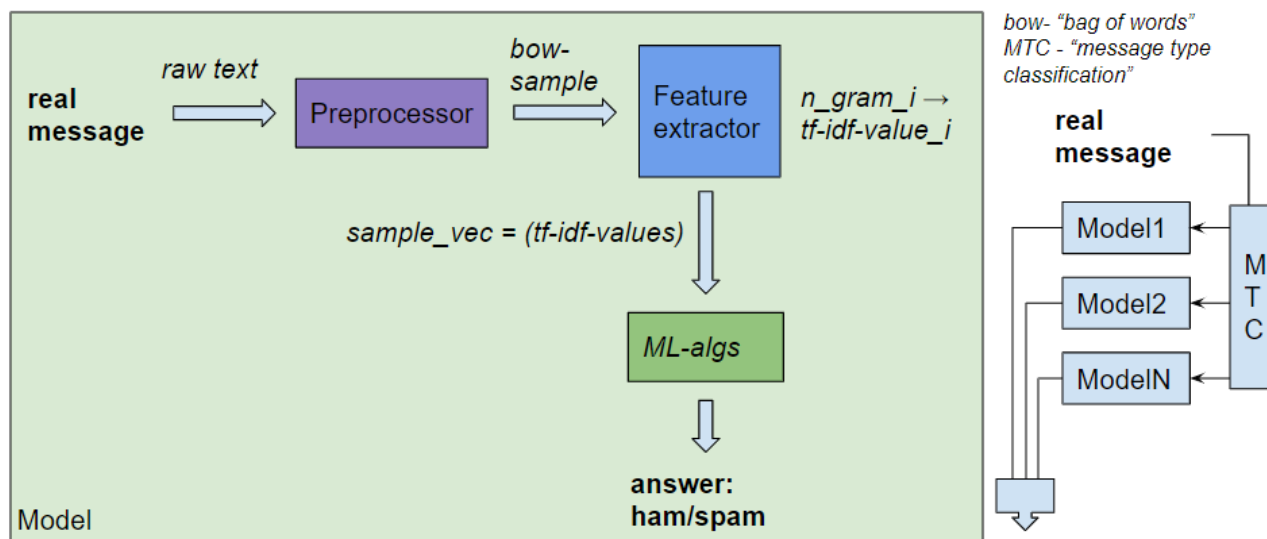 raw text
real
message
Preprocessor
bow-
sample
Feature
extractor
n_gram_i →
tf-idf-value_i
sample_vec = (tf-idf-values)
ML-algs
answer:
ham/spam
Model
bow- “bag of words”
MTC - “message type
classification”
real
message
Model1
Model2
ModelN
M
T
C